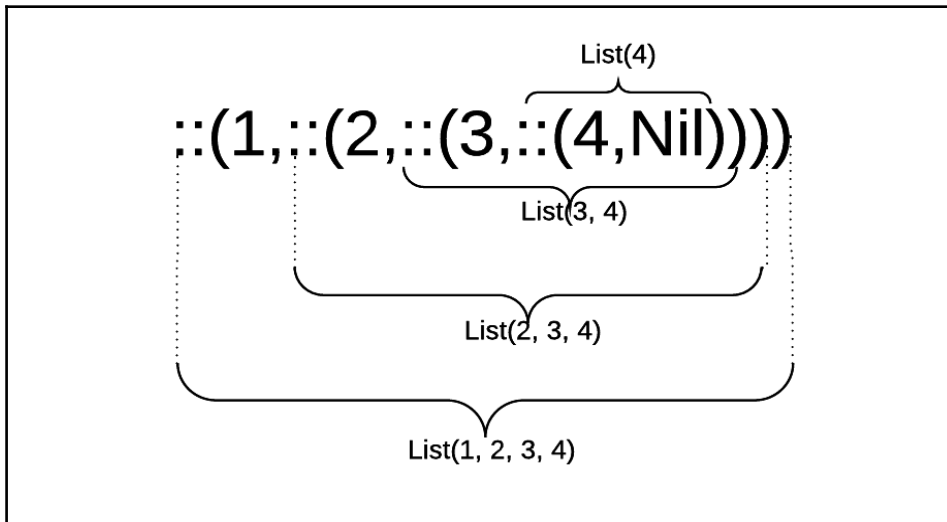 List(4)
::(1,::(2,::(3,::(4,Nil))))
List(3, 4)
List(2, 3, 4)
List(1, 2, 3, 4)